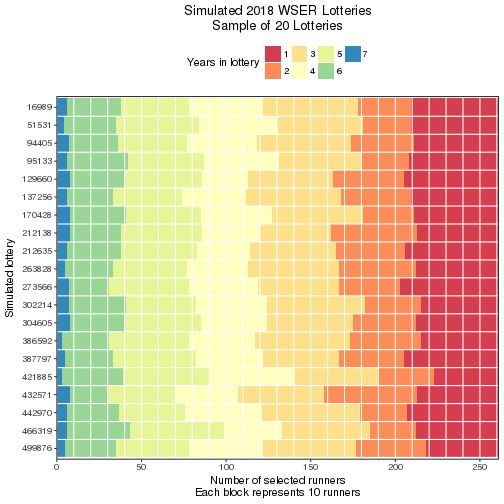 Simulated 2018 WSER Lotteries
Sample of 20 Lotteries
Years in lottery
1 3 5 7
2 4 6
Simulated lottery
16989
51531
94405
95133
129660
137256
170428
212138
212635
263828
273566
302214
304605
386592
387797
421885
432571
442970
466319
499876
0 50 100 150 200 250
Number of selected runners
Each block represents 10 runners